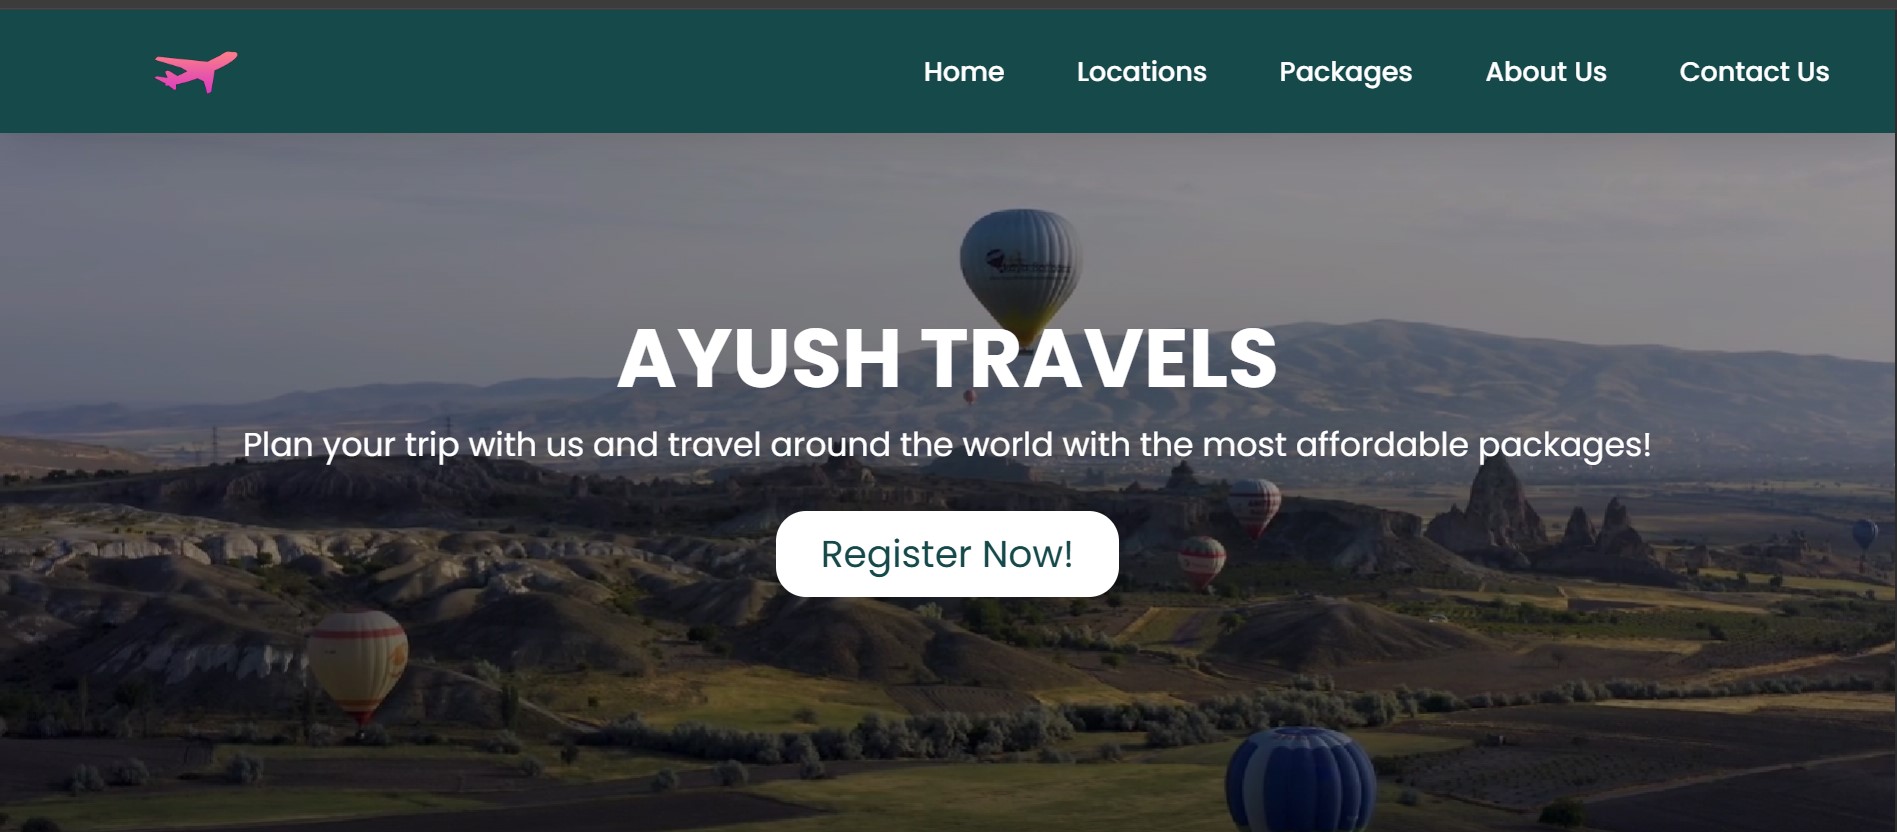 Home Locations Packages About Us Contact Us
AYUSH TRAVELS
Plan your trip with us and travel around the world with the most affordable packages!
Register Now!